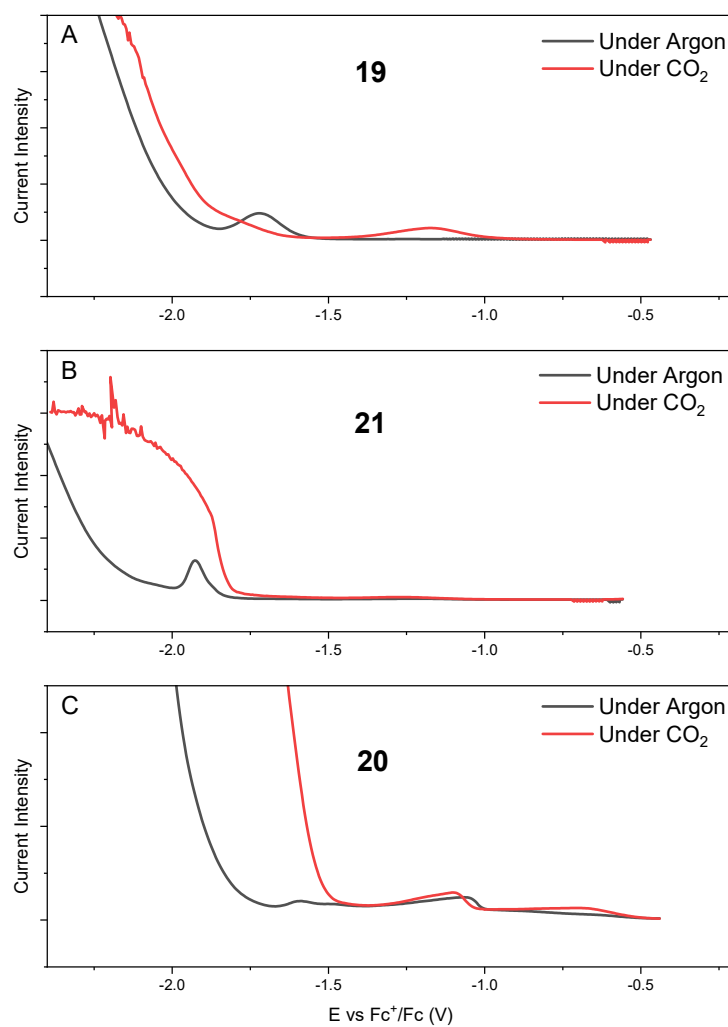 A
19
Under Argon
Under CO₂
Current Intensity
-2.0
-1.5
-1.0
-0.5
B
21
Under Argon
Under CO₂
Current Intensity
-2.0
-1.5
-1.0
-0.5
C
20
Under Argon
Under CO₂
Current Intensity
-2.0
-1.5
-1.0
-0.5
E vs Fc⁺/Fc (V)